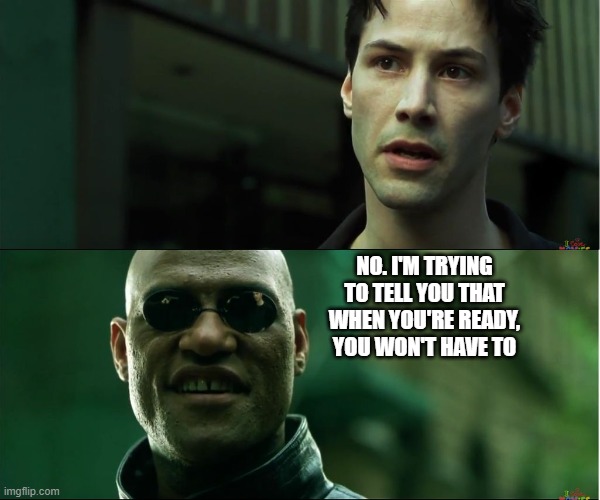 NO. I'M TRYING
TO TELL YOU THAT
WHEN YOU'RE READY,
YOU WON'T HAVE TO
imgflip.com